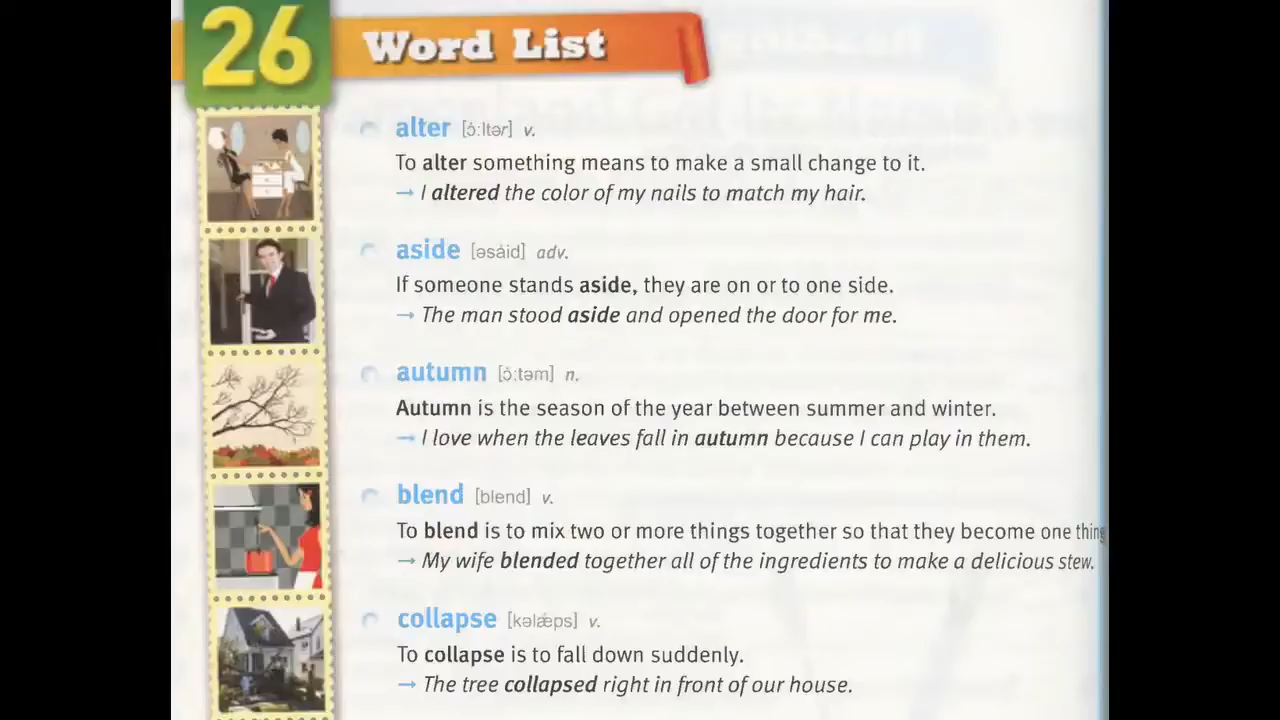 26
Word List
alter [ɔ́ːltər] v.
To alter something means to make a small change to it.
→ I altered the color of my nails to match my hair.
aside [əsáid] adv.
If someone stands aside, they are on or to one side.
→ The man stood aside and opened the door for me.
autumn [ɔ́ːtəm] n.
Autumn is the season of the year between summer and winter.
→ I love when the leaves fall in autumn because I can play in them.
blend [blend] v.
To blend is to mix two or more things together so that they become one thing
→ My wife blended together all of the ingredients to make a delicious stew.
collapse [kəlǽps] v.
To collapse is to fall down suddenly.
→ The tree collapsed right in front of our house.